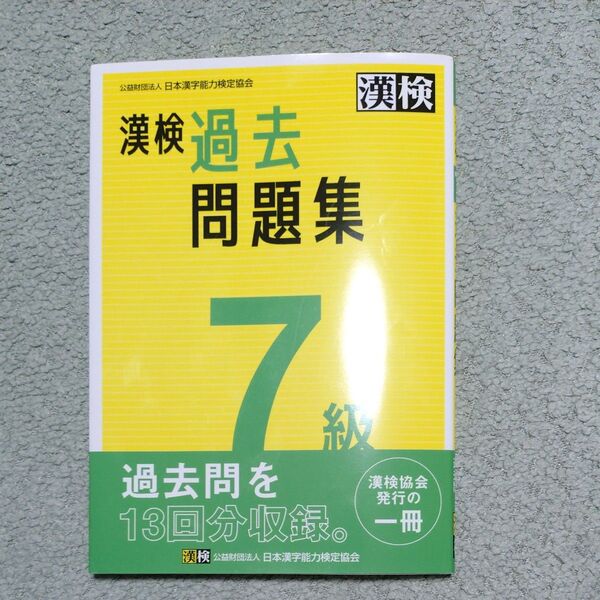 公益財団法人 日本漢字能力検定協会
漢検
漢検 過去
問題集
7級
過去問を
13回分収録。
漢検協会
発行の
一冊
漢検 公益財団法人 日本漢字能力検定協会